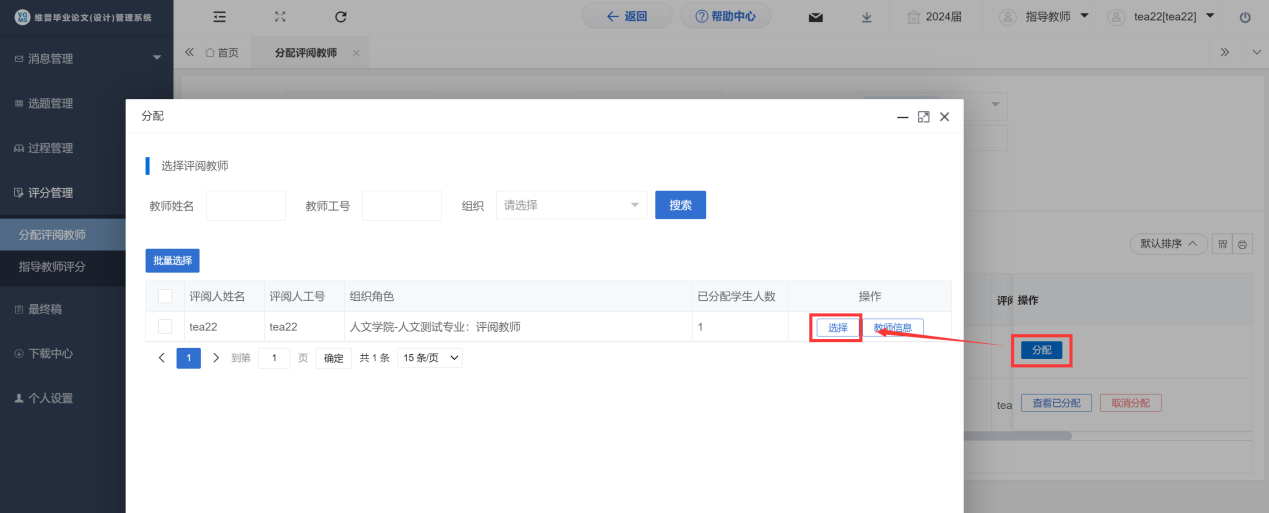 VG MS 维普毕业论文(设计)管理系统
返回 帮助中心 2024届 指导教师 tea22[tea22]
消息管理
首页 分配评阅教师
选题管理
过程管理
评分管理
分配评阅教师
指导教师评分
最终稿
下载中心
个人设置
分配
选择评阅教师
教师姓名 教师工号 组织 请选择 搜索
批量选择
评阅人姓名 评阅人工号 组织角色 已分配学生人数 操作
tea22 tea22 人文学院-人文测试专业：评阅教师 1 选择 教师信息
1 到第 1 页 确定 共 1 条 15 条/页
默认排序
操作
分配
tea 查看已分配 取消分配